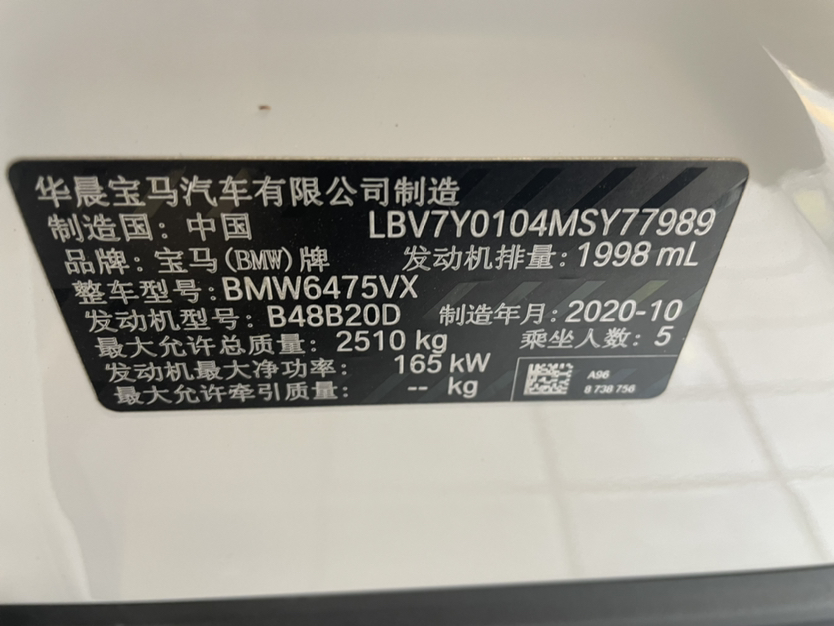 华晨宝马汽车有限公司制造
制造国：中国 LBV7Y0104MSY77989
品牌：宝马(BMW)牌 发动机排量：1998 mL
整车型号：BMW6475VX
发动机型号：B48B20D 制造年月：2020-10
最大允许总质量：2510 kg 乘坐人数：5
发动机最大净功率：165 kW
最大允许牵引质量：-- kg
A96
8 738 756